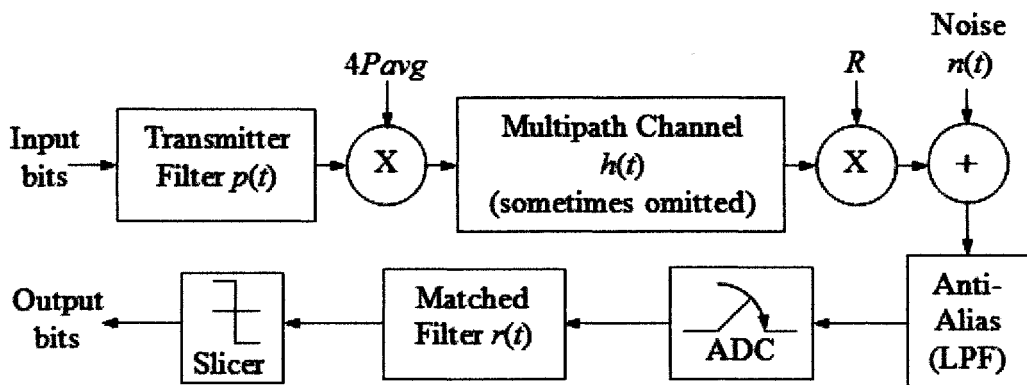 Noise
n(t)
4Pavg
R
Input
bits
Transmitter
Filter p(t)
X
Multipath Channel
h(t)
(sometimes omitted)
X
+
Output
bits
Slicer
Matched
Filter r(t)
ADC
Anti-
Alias
(LPF)